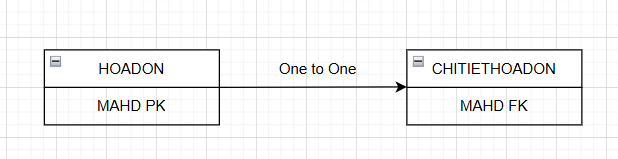 HOADON
One to One
CHITIETHOADON
MAHD PK
MAHD FK